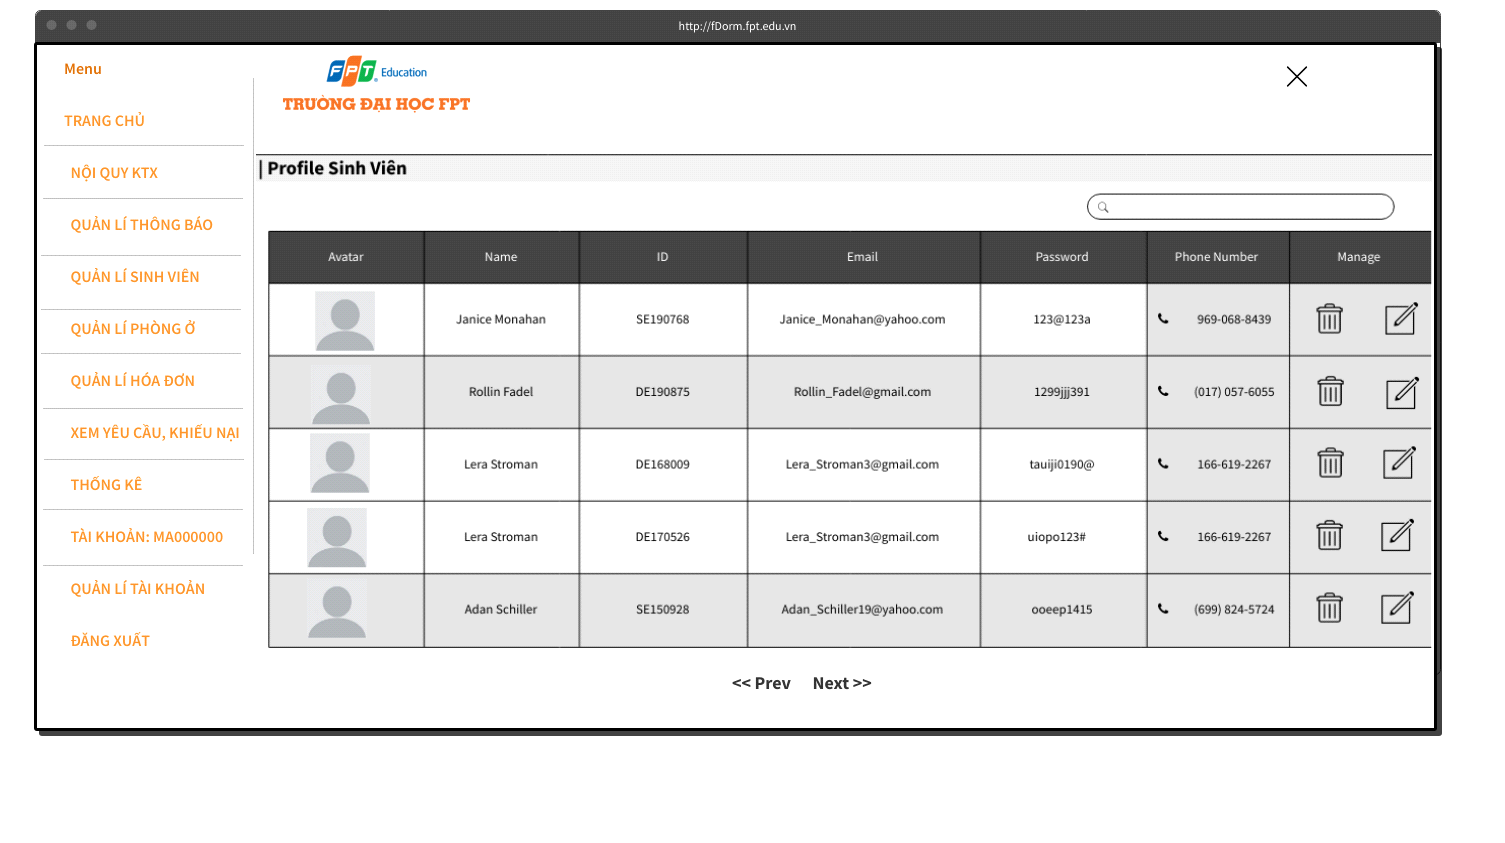 http://fDorm.fpt.edu.vn
Menu
TRANG CHỦ
NỘI QUY KTX
QUẢN LÍ THÔNG BÁO
QUẢN LÍ SINH VIÊN
QUẢN LÍ PHÒNG Ở
QUẢN LÍ HÓA ĐƠN
XEM YÊU CẦU, KHIẾU NẠI
THỐNG KÊ
TÀI KHOẢN: MA000000
QUẢN LÍ TÀI KHOẢN
ĐĂNG XUẤT
FPT Education
TRƯỜNG ĐẠI HỌC FPT
| Profile Sinh Viên
Avatar Name ID Email Password Phone Number Manage
Janice Monahan SE190768 Janice_Monahan@yahoo.com 123@123a 969-068-8439
Rollin Fadel DE190875 Rollin_Fadel@gmail.com 1299jjj391 (017) 057-6055
Lera Stroman DE168009 Lera_Stroman3@gmail.com tauiji0190@ 166-619-2267
Lera Stroman DE170526 Lera_Stroman3@gmail.com uiopo123# 166-619-2267
Adan Schiller SE150928 Adan_Schiller19@yahoo.com ooeep1415 (699) 824-5724
<< Prev Next >>